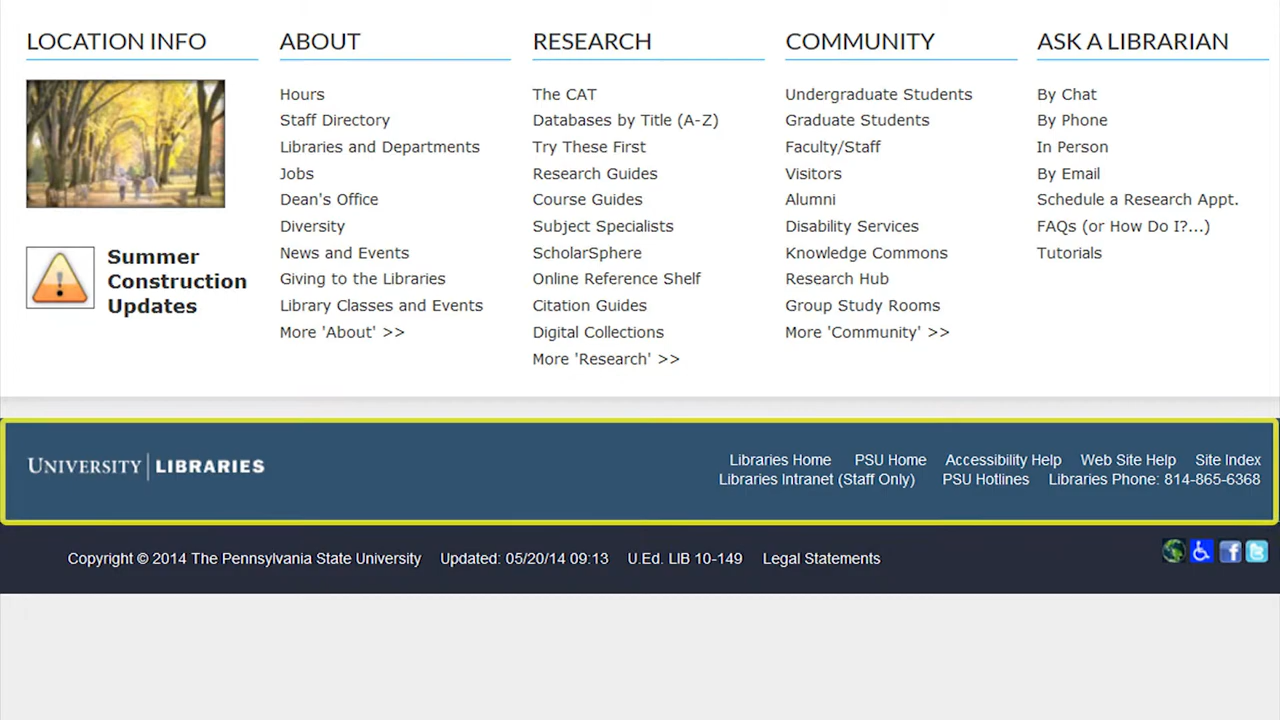 LOCATION INFO
Summer
Construction
Updates
ABOUT
Hours
Staff Directory
Libraries and Departments
Jobs
Dean's Office
Diversity
News and Events
Giving to the Libraries
Library Classes and Events
More 'About' >>
RESEARCH
The CAT
Databases by Title (A-Z)
Try These First
Research Guides
Course Guides
Subject Specialists
ScholarSphere
Online Reference Shelf
Citation Guides
Digital Collections
More 'Research' >>
COMMUNITY
Undergraduate Students
Graduate Students
Faculty/Staff
Visitors
Alumni
Disability Services
Knowledge Commons
Research Hub
Group Study Rooms
More 'Community' >>
ASK A LIBRARIAN
By Chat
By Phone
In Person
By Email
Schedule a Research Appt.
FAQs (or How Do I?...)
Tutorials
UNIVERSITY LIBRARIES
Libraries Home PSU Home Accessibility Help Web Site Help Site Index
Libraries Intranet (Staff Only) PSU Hotlines Libraries Phone: 814-865-6368
Copyright © 2014 The Pennsylvania State University Updated: 05/20/14 09:13 U.Ed. LIB 10-149 Legal Statements